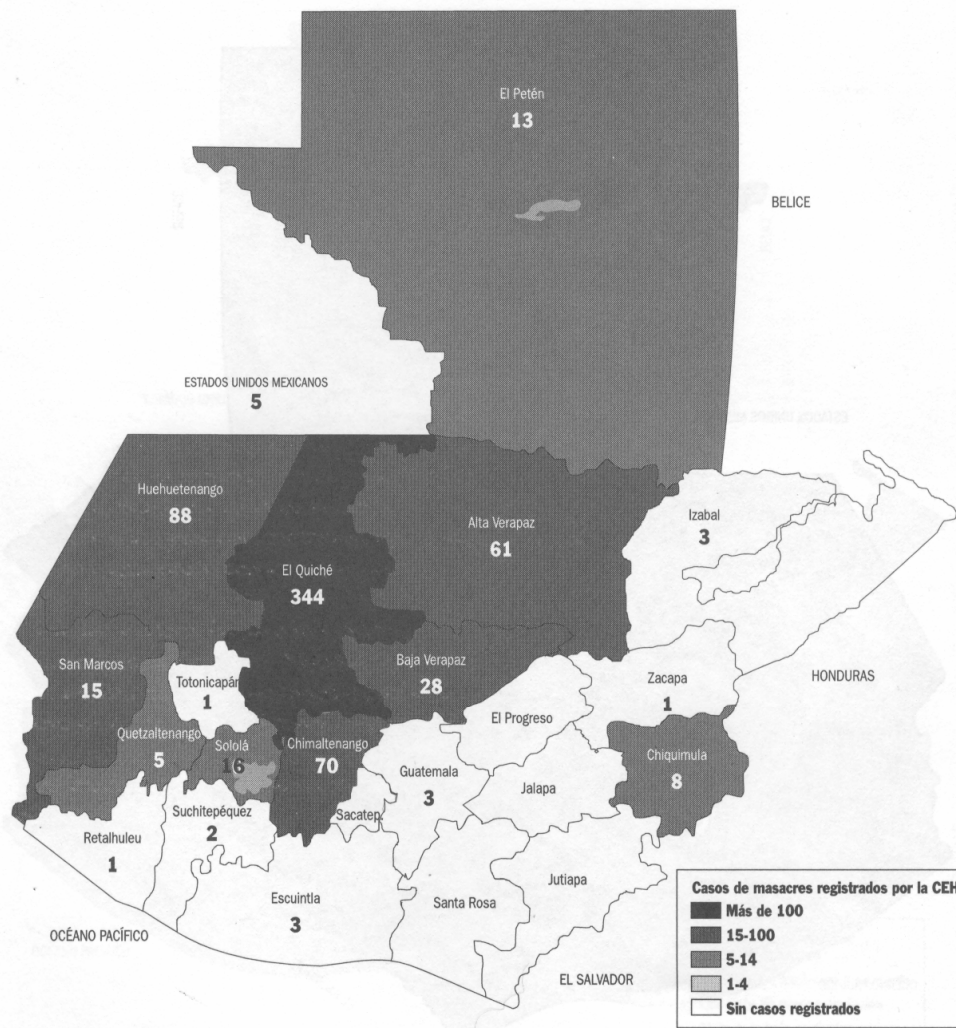 El Petén
13
BELICE
ESTADOS UNIDOS MEXICANOS
5
Huehuetenango
88
Alta Verapaz
61
Izabal
3
El Quiché
344
San Marcos
15
Totonicapán
1
Baja Verapaz
28
Zacapa
1
HONDURAS
Quetzaltenango
5
Sololá
16
Chimaltenango
70
El Progreso
Guatemala
3
Jalapa
Chiquimula
8
Sacatep.
Suchitepéquez
2
Retalhuleu
1
Escuintla
3
Santa Rosa
Jutiapa
OCÉANO PACÍFICO
EL SALVADOR
Casos de masacres registrados por la CEH
Más de 100
15-100
5-14
1-4
Sin casos registrados